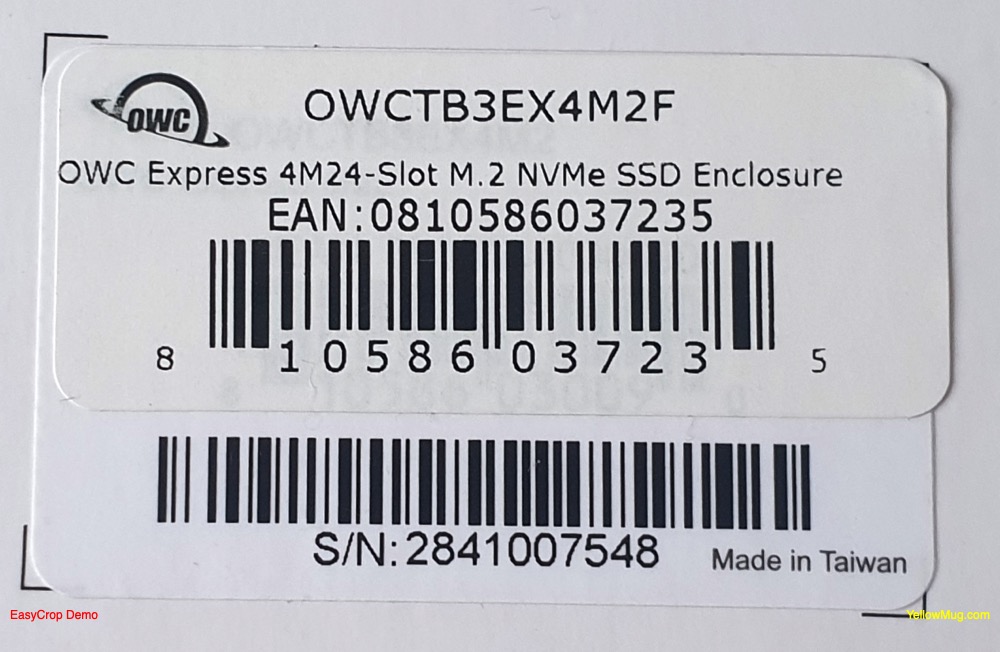 OWC
OWCTB3EX4M2F
OWC Express 4M24-Slot M.2 NVMe SSD Enclosure
EAN:0810586037235
8 10586 03723 5
S/N:2841007548
Made in Taiwan
EasyCrop Demo
YellowMug.com